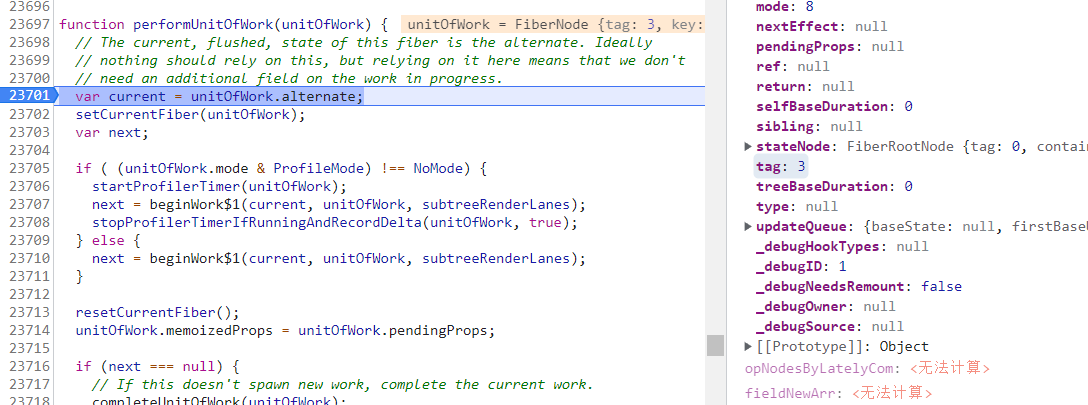 23696
23697 function performUnitOfWork(unitOfWork) { unitOfWork = FiberNode {tag: 3, key:
23698 // The current, flushed, state of this fiber is the alternate. Ideally
23699 // nothing should rely on this, but relying on it here means that we don't
23700 // need an additional field on the work in progress.
23701 var current = unitOfWork.alternate;
23702 setCurrentFiber(unitOfWork);
23703 var next;
23704
23705 if ( (unitOfWork.mode & ProfileMode) !== NoMode) {
23706 startProfilerTimer(unitOfWork);
23707 next = beginWork$1(current, unitOfWork, subtreeRenderLanes);
23708 stopProfilerTimerIfRunningAndRecordDelta(unitOfWork, true);
23709 } else {
23710 next = beginWork$1(current, unitOfWork, subtreeRenderLanes);
23711 }
23712
23713 resetCurrentFiber();
23714 unitOfWork.memoizedProps = unitOfWork.pendingProps;
23715
23716 if (next === null) {
23717 // If this doesn't spawn new work, complete the current work.
23718 completeUnitOfWork(unitOfWork);
mode: 8
nextEffect: null
pendingProps: null
ref: null
return: null
selfBaseDuration: 0
sibling: null
stateNode: FiberRootNode {tag: 0, contain
tag: 3
treeBaseDuration: 0
type: null
updateQueue: {baseState: null, firstBaseU
_debugHookTypes: null
_debugID: 1
_debugNeedsRemount: false
_debugOwner: null
_debugSource: null
[[Prototype]]: Object
opNodesByLatelyCom: <无法计算>
fieldNewArr: <无法计算>